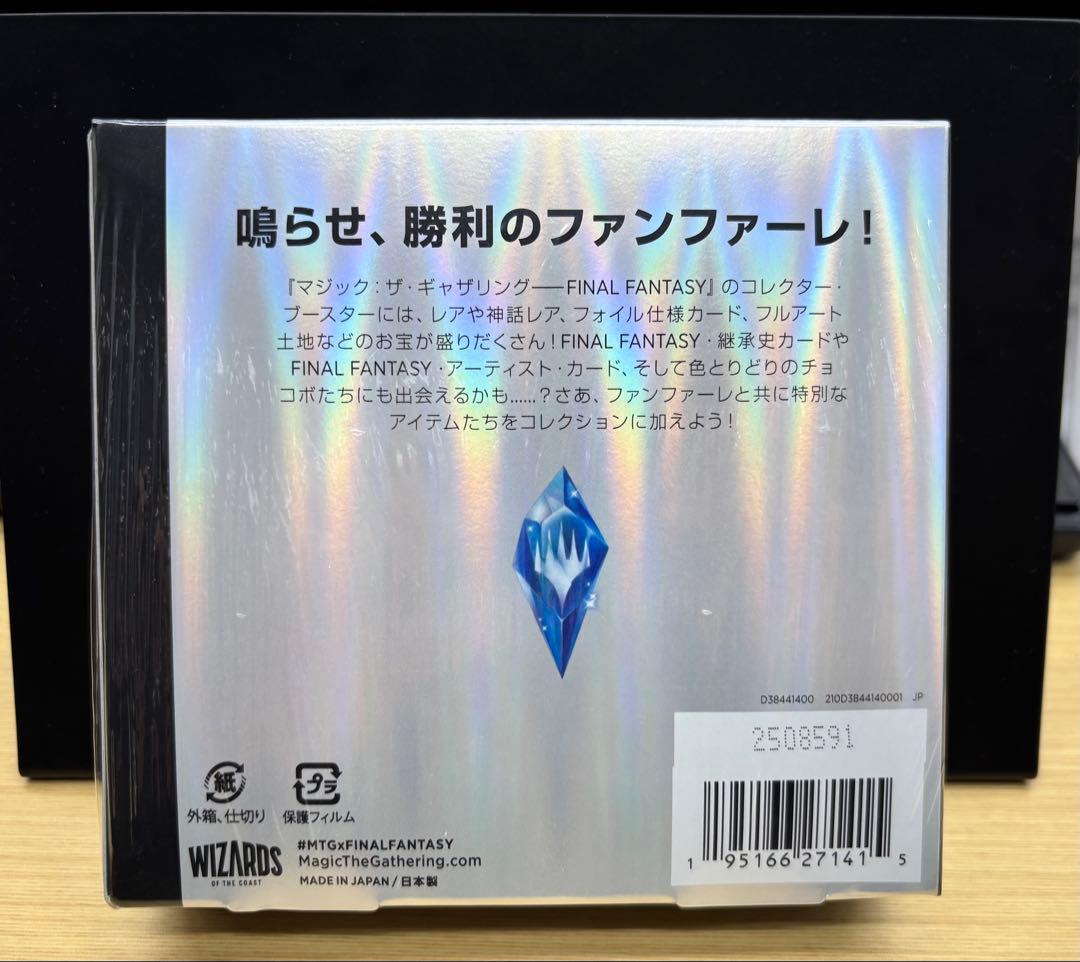 鳴らせ、勝利のファンファーレ！
『マジック：ザ・ギャザリング――FINAL FANTASY』のコレクター・
ブースターには、レアや神話レア、フォイル仕様カード、フルアート
土地などのお宝が盛りだくさん！FINAL FANTASY・継承史カードや
FINAL FANTASY・アーティスト・カード、そして色とりどりのチョ
コボたちにも出会えるかも......？さあ、ファンファーレと共に特別な
アイテムたちをコレクションに加えよう！
D38441400 210D3844140001 JP
2508591
1 95166 27141 5
紙
外箱、仕切り
プラ
保護フィルム
WIZARDS
OF THE COAST
#MTGxFINALFANTASY
MagicTheGathering.com
MADE IN JAPAN / 日本製